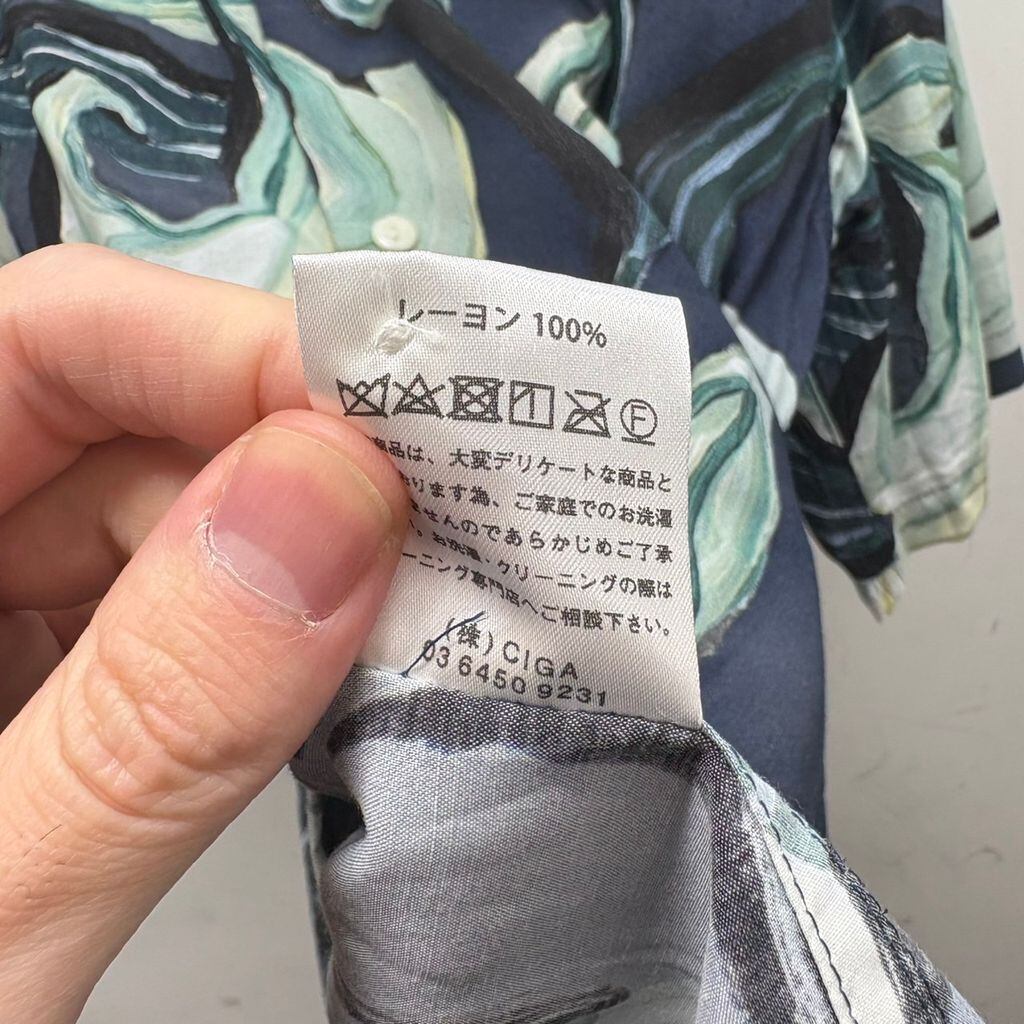 レーヨン 100%
F
商品は、大変デリケートな商品と
おります為、ご家庭でのお洗濯
ませんのであらかじめご了承
。お洗濯、クリーニングの際は
ーニング専門店へご相談下さい。
(株)CIGA
03 6450 9231